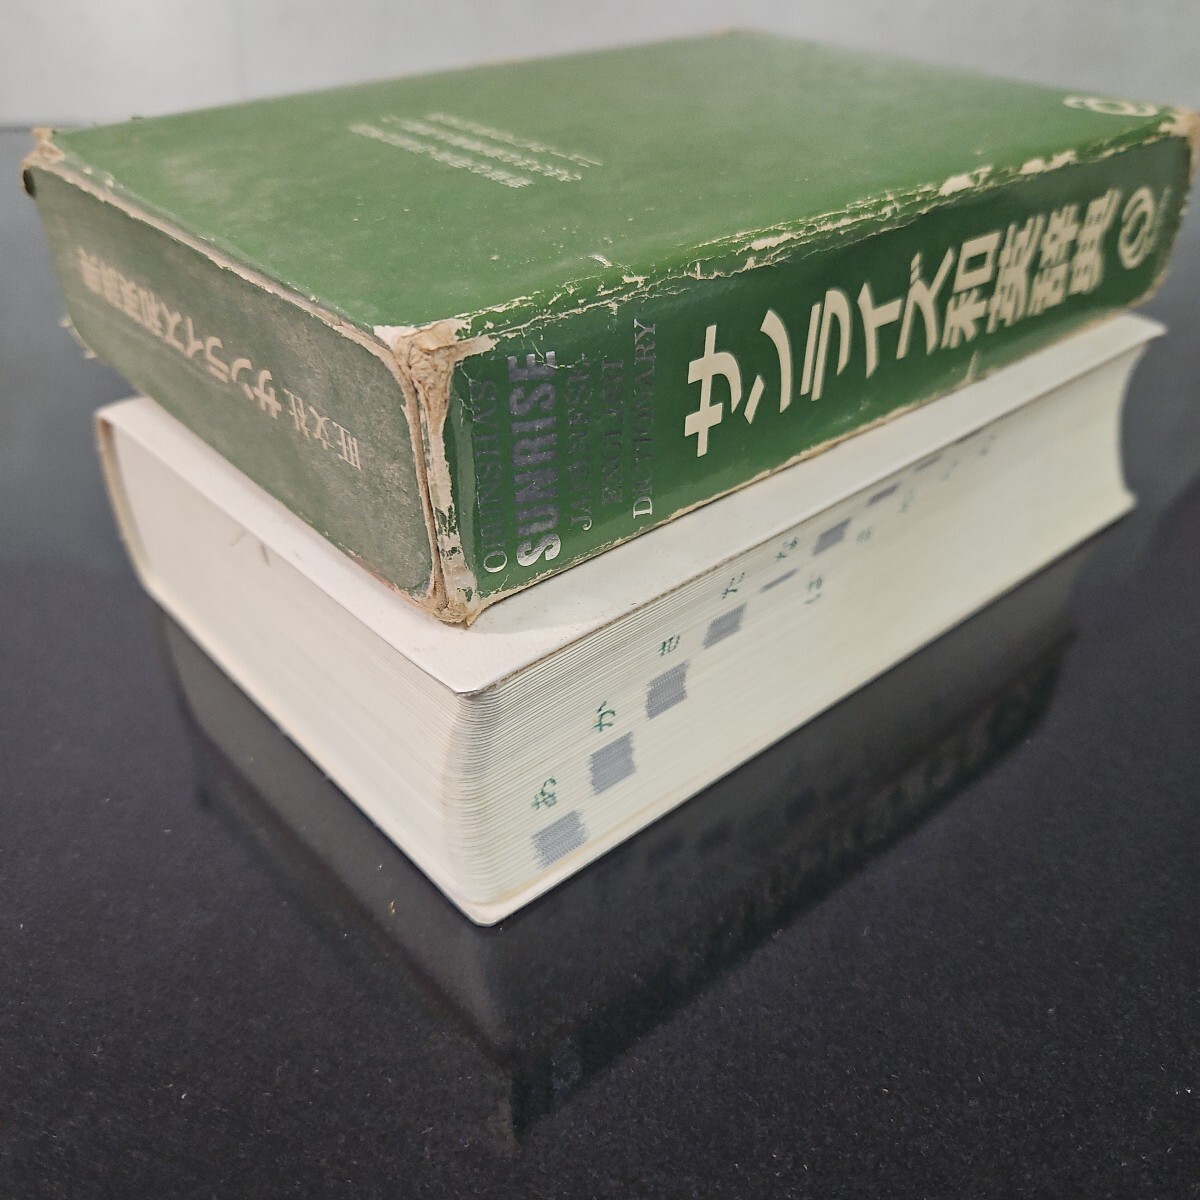 サンライズ和英辞典
OBUNSHA'S
SUNRISE
JAPANESE-
ENGLISH
DICTIONARY
旺文社 サンライズ和英辞典
あ
か
さ
た
な
は